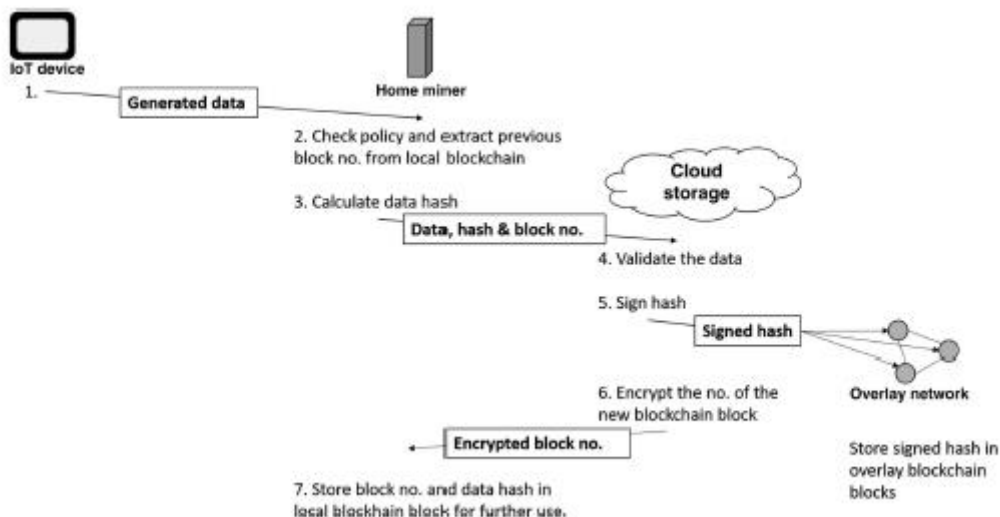 IoT device
Home miner
1.
Generated data
2. Check policy and extract previous
block no. from local blockchain
Cloud
storage
3. Calculate data hash
Data, hash & block no.
4. Validate the data
5. Sign hash
Signed hash
Overlay network
6. Encrypt the no. of the
new blockchain block
Encrypted block no.
Store signed hash in
overlay blockchain
blocks
7. Store block no. and data hash in
local blockhain block for further use.